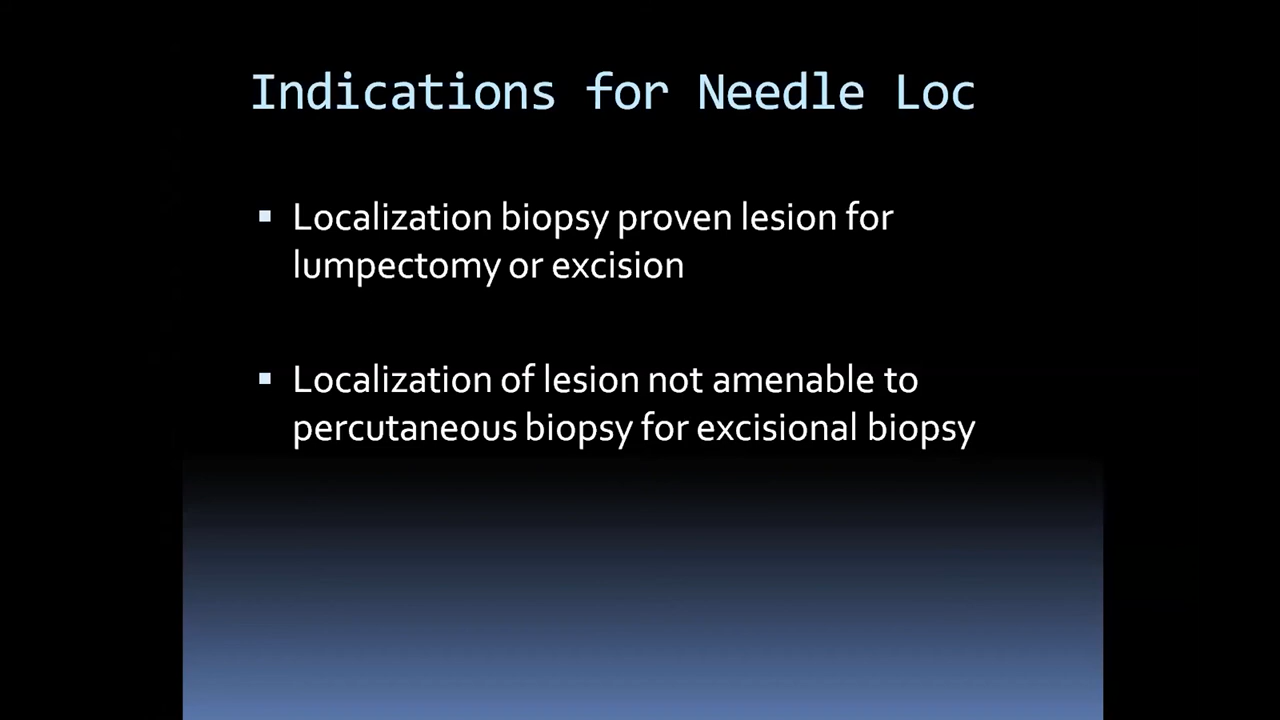 Indications for Needle Loc
▪ Localization biopsy proven lesion for
lumpectomy or excision
▪ Localization of lesion not amenable to
percutaneous biopsy for excisional biopsy